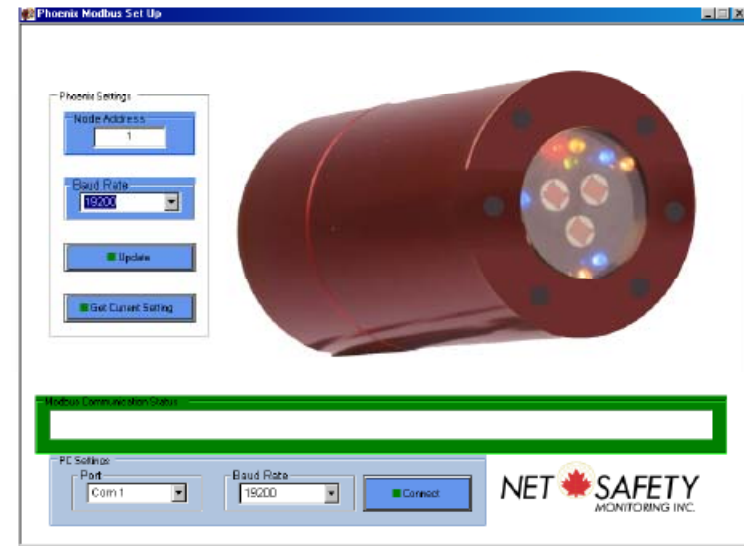 Phoenix Modbus Set Up
Phoenix Settings
Node Address
1
Baud Rate
19200
Update
Get Current Setting
Modbus Communication Status
PC Settings
Port
Com 1
Baud Rate
19200
Connect
NET SAFETY
MONITORING INC.